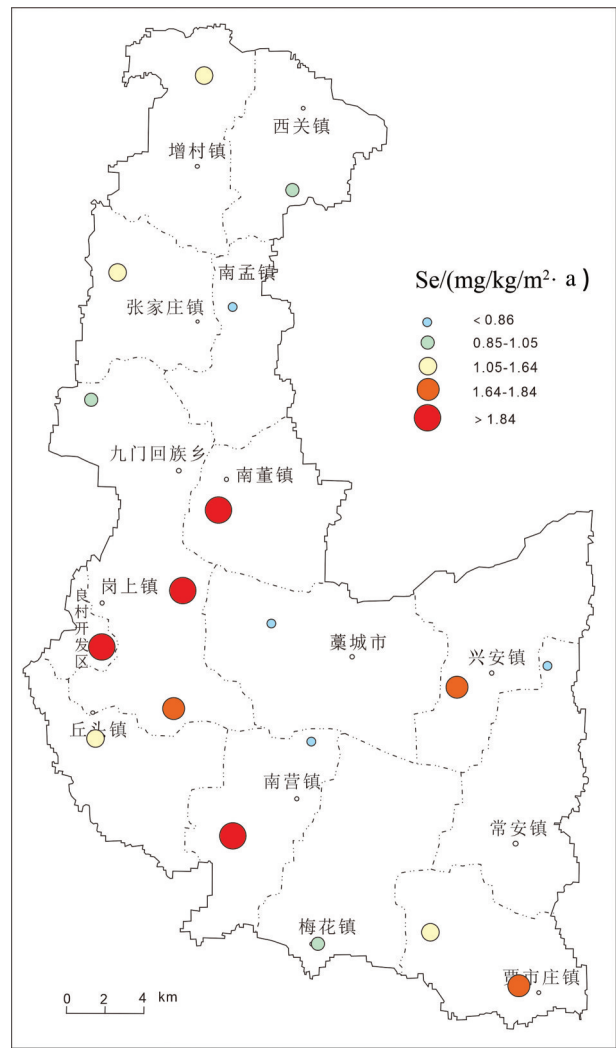 西关镇
增村镇
南孟镇
张家庄镇
Se/(mg/kg/m²· a)
< 0.86
0.85-1.05
1.05-1.64
1.64-1.84
> 1.84
九门回族乡
南董镇
岗上镇
良村开发区
藁城市
兴安镇
丘头镇
南营镇
常安镇
梅花镇
贾市庄镇
0 2 4 km